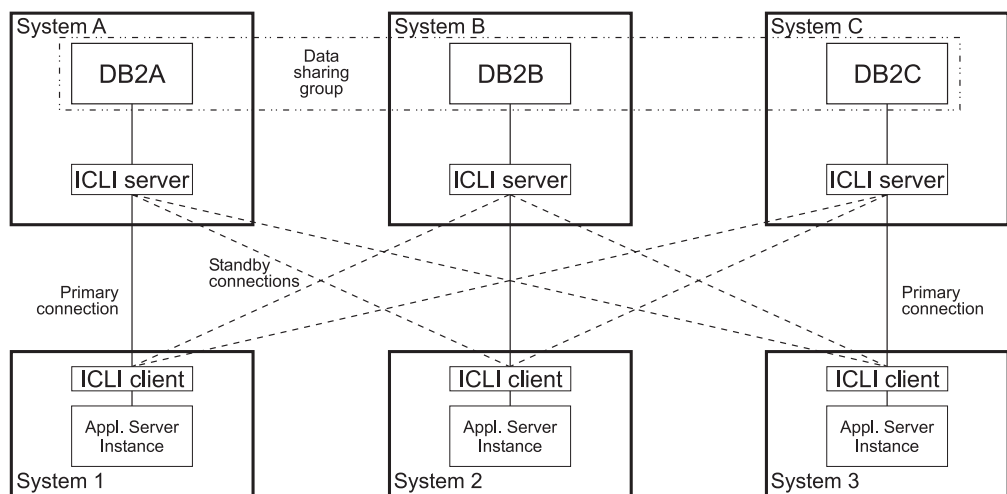 System A
System B
System C
DB2A
Data
sharing
group
DB2B
DB2C
ICLI server
ICLI server
ICLI server
Standby
connections
Primary
connection
Primary
connection
ICLI client
ICLI client
ICLI client
Appl. Server
Instance
Appl. Server
Instance
Appl. Server
Instance
System 1
System 2
System 3